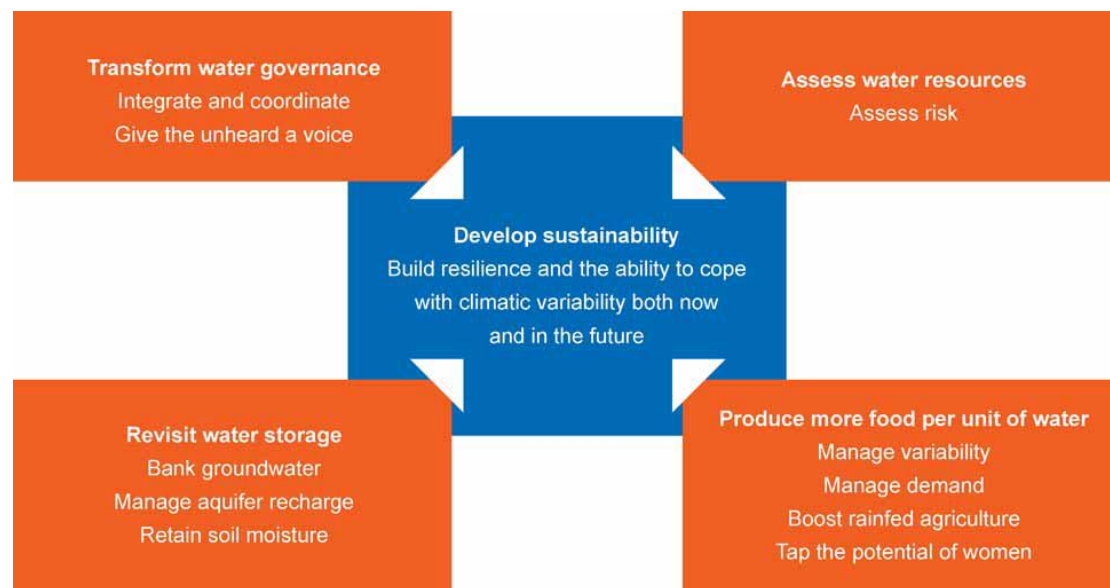 Transform water governance
Integrate and coordinate
Give the unheard a voice
Assess water resources
Assess risk
Develop sustainability
Build resilience and the ability to cope
with climatic variability both now
and in the future
Revisit water storage
Bank groundwater
Manage aquifer recharge
Retain soil moisture
Produce more food per unit of water
Manage variability
Manage demand
Boost rainfed agriculture
Tap the potential of women